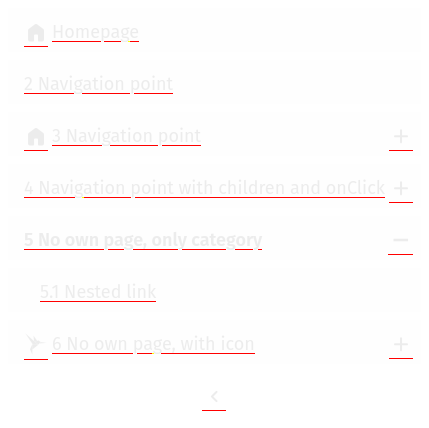 Homepage
2 Navigation point
3 Navigation point
4 Navigation point with children and onClick
5 No own page, only category
5.1 Nested link
6 No own page, with icon